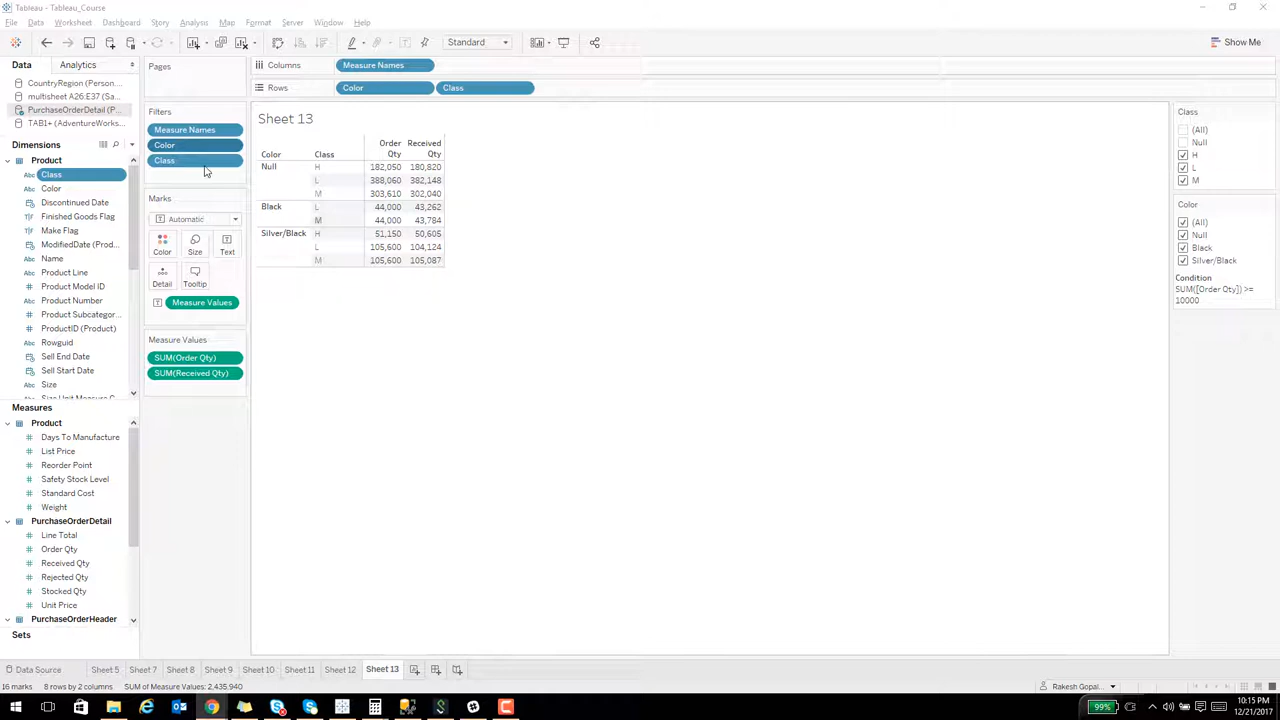 Tableau - Tableau_Course
File Data Worksheet Dashboard Story Analysis Map Format Server Window Help
Standard
Show Me
Data Analytics
CountryRegion (Person....
multisheet A26:E37 (Sa...
PurchaseOrderDetail (P...
TAB1+ (AdventureWorks...
Dimensions
Product
Abc Class
Abc Color
Discontinued Date
Finished Goods Flag
Make Flag
ModifiedDate (Prod...
Abc Name
Abc Product Line
Product Model ID
Abc Product Number
Product Subcategor...
ProductID (Product)
Abc Rowguid
Sell End Date
Sell Start Date
Abc Size
Abc Size Unit Measure C...
Measures
Product
Days To Manufacture
List Price
Reorder Point
Safety Stock Level
Standard Cost
Weight
PurchaseOrderDetail
Line Total
Order Qty
Received Qty
Rejected Qty
Stocked Qty
Unit Price
PurchaseOrderHeader
Sets
Pages
Filters
Measure Names
Color
Class
Marks
Automatic
Color Size Text
Detail Tooltip
Measure Values
Measure Values
SUM(Order Qty)
SUM(Received Qty)
Columns Measure Names
Rows Color Class
Sheet 13
Color Class Order Qty Received Qty
Null H 182,050 180,820
L 388,060 382,148
M 303,610 302,040
Black L 44,000 43,262
M 44,000 43,784
Silver/Black H 51,150 50,605
L 105,600 104,124
M 105,600 105,087
Class
(All)
Null
H
L
M
Color
(All)
Null
Black
Silver/Black
Condition
SUM([Order Qty]) >=
10000
Data Source Sheet 5 Sheet 7 Sheet 8 Sheet 9 Sheet 10 Sheet 11 Sheet 12 Sheet 13
16 marks 8 rows by 2 columns SUM of Measure Values: 2,435,940
Rakesh Gopal...
99%
10:15 PM
12/21/2017